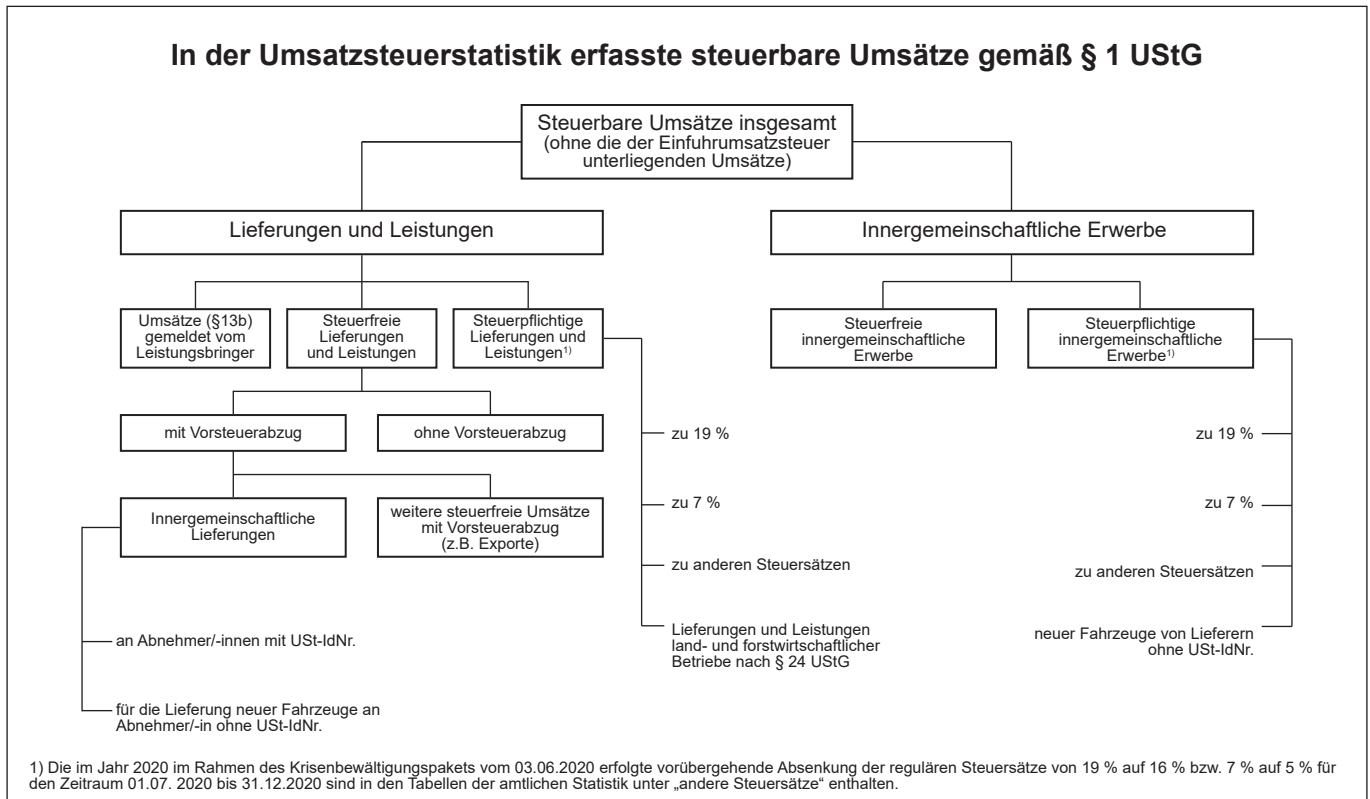 In der Umsatzsteuerstatistik erfasste steuerbare Umsätze gemäß § 1 UStG
Steuerbare Umsätze insgesamt
(ohne die der Einfuhrumsatzsteuer
unterliegenden Umsätze)
Lieferungen und Leistungen
Innergemeinschaftliche Erwerbe
Umsätze (§13b)
gemeldet vom
Leistungsbringer
Steuerfreie
Lieferungen
und Leistungen
Steuerpflichtige
Lieferungen und
Leistungen1)
Steuerfreie
innergemeinschaftliche
Erwerbe
Steuerpflichtige
innergemeinschaftliche
Erwerbe1)
mit Vorsteuerabzug
ohne Vorsteuerabzug
zu 19 %
zu 19 %
Innergemeinschaftliche
Lieferungen
weitere steuerfreie Umsätze
mit Vorsteuerabzug
(z.B. Exporte)
zu 7 %
zu 7 %
zu anderen Steuersätzen
zu anderen Steuersätzen
an Abnehmer/-innen mit USt-IdNr.
Lieferungen und Leistungen
land- und forstwirtschaftlicher
Betriebe nach § 24 UStG
neuer Fahrzeuge von Lieferern
ohne USt-IdNr.
für die Lieferung neuer Fahrzeuge an
Abnehmer/-in ohne USt-IdNr.
1) Die im Jahr 2020 im Rahmen des Krisenbewältigungspakets vom 03.06.2020 erfolgte vorübergehende Absenkung der regulären Steuersätze von 19 % auf 16 % bzw. 7 % auf 5 % für
den Zeitraum 01.07. 2020 bis 31.12.2020 sind in den Tabellen der amtlichen Statistik unter „andere Steuersätze“ enthalten.